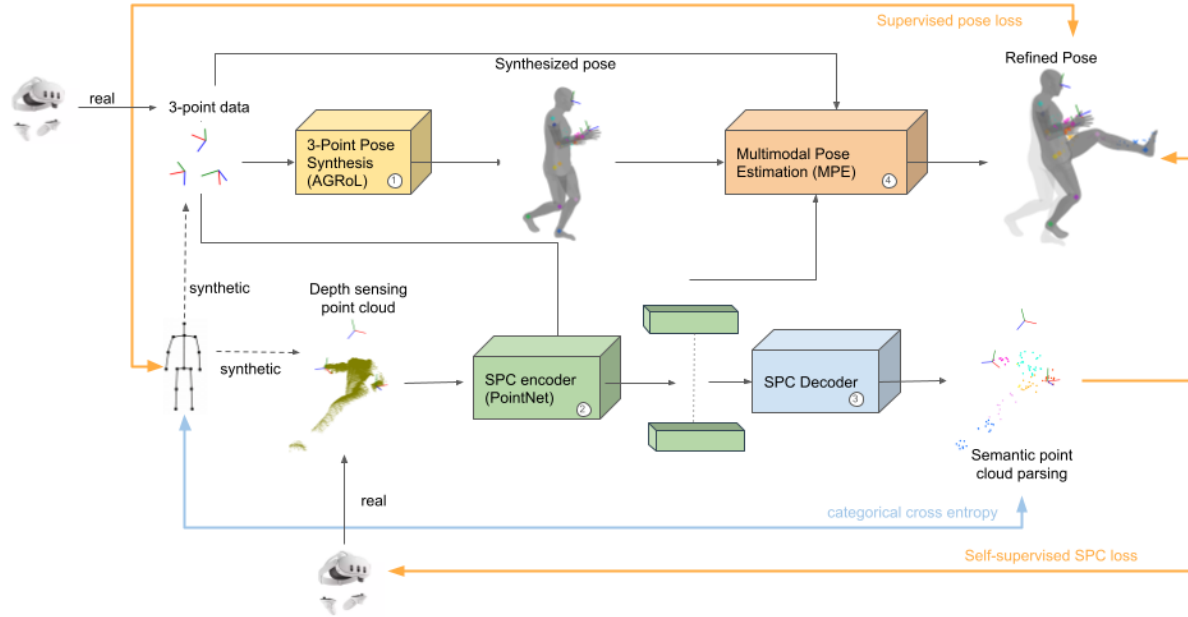 Supervised pose loss
Synthesized pose
Refined Pose
real
3-point data
3-Point Pose
Synthesis
(AGRoL)
1
Multimodal Pose
Estimation (MPE)
4
synthetic
Depth sensing
point cloud
synthetic
SPC encoder
(PointNet)
2
SPC Decoder
3
Semantic point
cloud parsing
real
categorical cross entropy
Self-supervised SPC loss